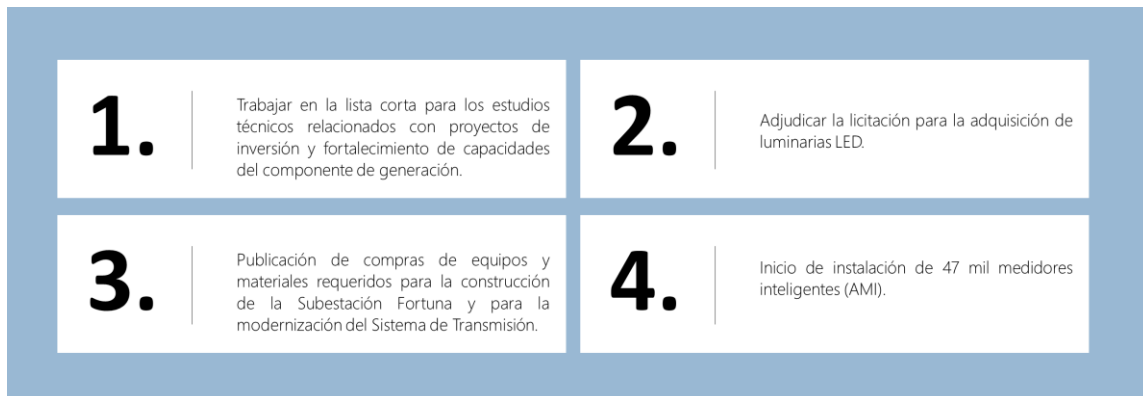 1.
Trabajar en la lista corta para los estudios
técnicos relacionados con proyectos de
inversión y fortalecimiento de capacidades
del componente de generación.
2.
Adjudicar la licitación para la adquisición de
luminarias LED.
3.
Publicación de compras de equipos y
materiales requeridos para la construcción
de la Subestación Fortuna y para la
modernización del Sistema de Transmisión.
4.
Inicio de instalación de 47 mil medidores
inteligentes (AMI).